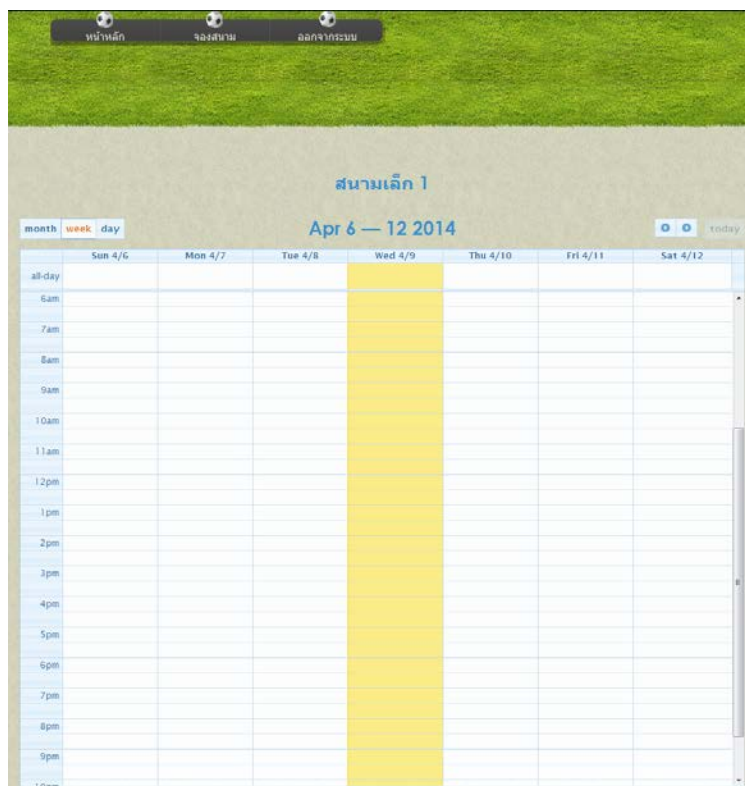 หน้าหลัก จองสนาม ออกจากระบบ
สนามเล็ก 1
month week day Apr 6 — 12 2014 today
Sun 4/6 Mon 4/7 Tue 4/8 Wed 4/9 Thu 4/10 Fri 4/11 Sat 4/12
all-day
6am
7am
8am
9am
10am
11am
12pm
1pm
2pm
3pm
4pm
5pm
6pm
7pm
8pm
9pm
10pm